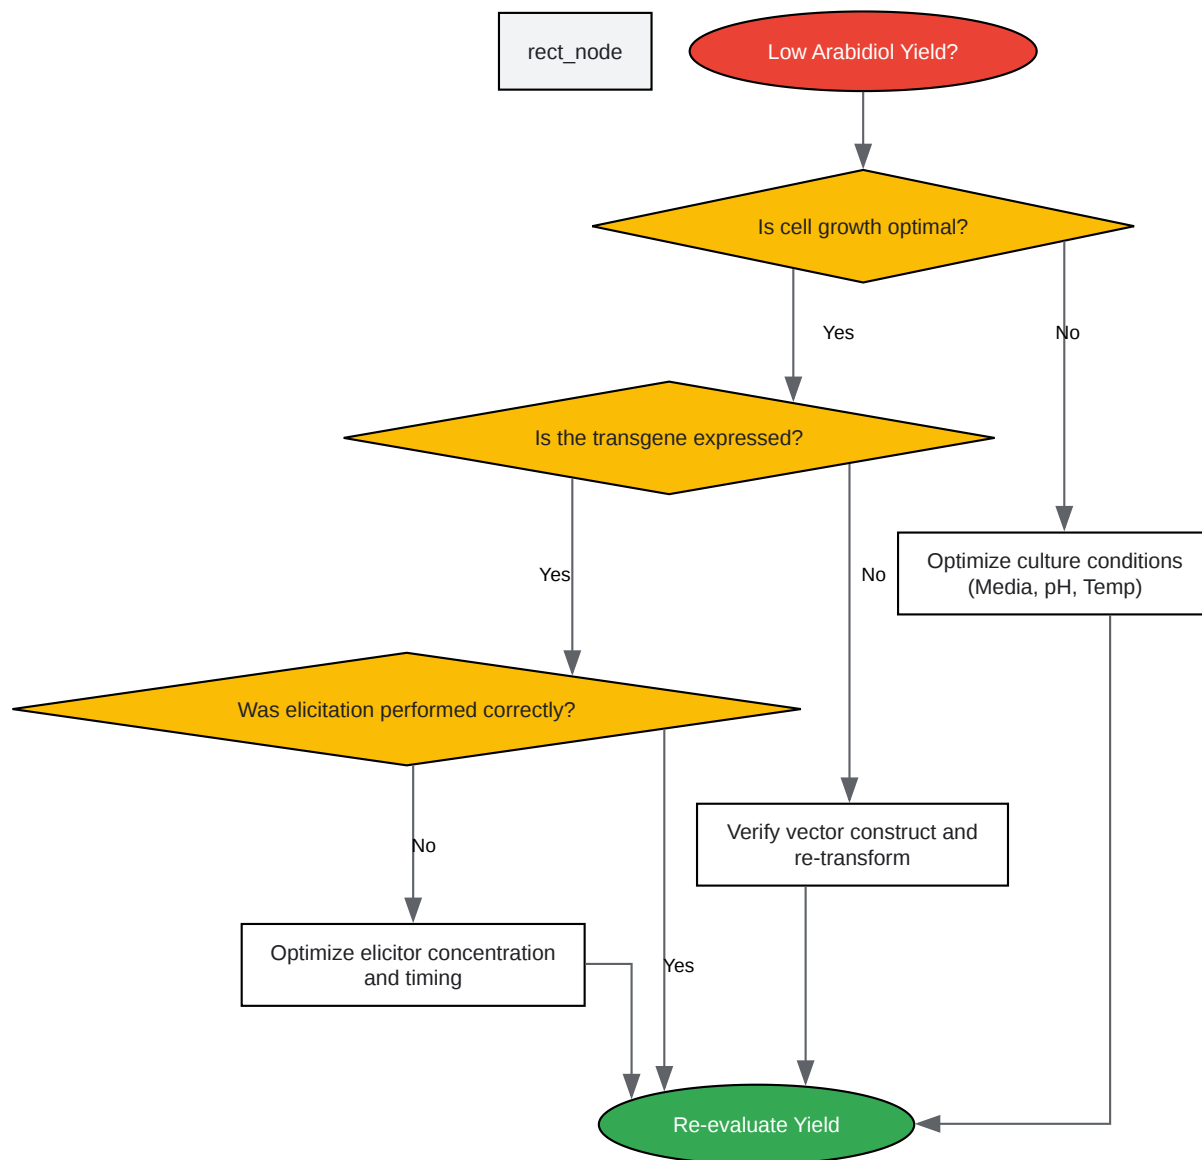 rect_node
Low Arabidiol Yield?
Is cell growth optimal?
Yes
No
Is the transgene expressed?
Yes
No
Optimize culture conditions
(Media, pH, Temp)
Was elicitation performed correctly?
No
Verify vector construct and
re-transform
Optimize elicitor concentration
and timing
Yes
Re-evaluate Yield